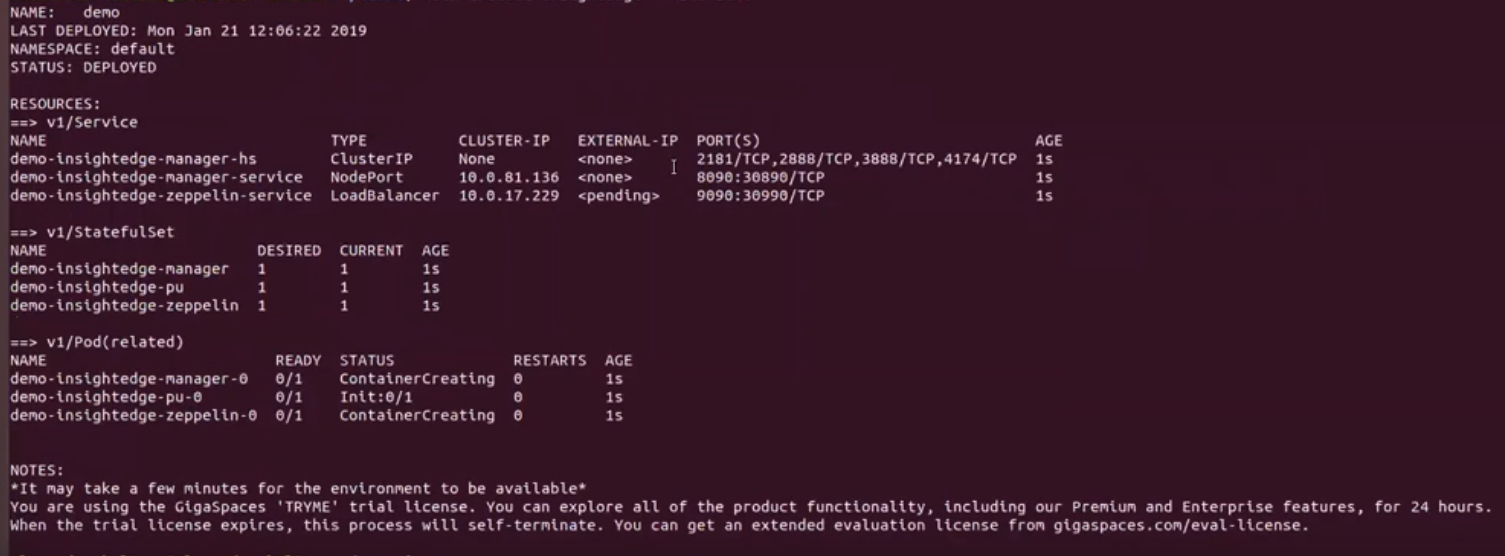 NAME:   demo
LAST DEPLOYED: Mon Jan 21 12:06:22 2019
NAMESPACE: default
STATUS: DEPLOYED
RESOURCES:
==> v1/Service
NAME                             TYPE          CLUSTER-IP   EXTERNAL-IP  PORT(S)                              AGE
demo-insightedge-manager-hs        ClusterIP     None         <none>       2181/TCP,2888/TCP,3888/TCP,4174/TCP  1s
demo-insightedge-manager-service   NodePort      10.0.81.136  <none>       8090:30890/TCP                       1s
demo-insightedge-zeppelin-service  LoadBalancer  10.0.17.229  <pending>    9090:30990/TCP                       1s
==> v1/StatefulSet
NAME                       DESIRED  CURRENT  AGE
demo-insightedge-manager   1        1        1s
demo-insightedge-pu        1        1        1s
demo-insightedge-zeppelin  1        1        1s
==> v1/Pod(related)
NAME                         READY  STATUS             RESTARTS  AGE
demo-insightedge-manager-0   0/1    ContainerCreating  0         1s
demo-insightedge-pu-0        0/1    Init:0/1           0         1s
demo-insightedge-zeppelin-0  0/1    ContainerCreating  0         1s
NOTES:
*It may take a few minutes for the environment to be available*
You are using the GigaSpaces 'TRYME' trial license. You can explore all of the product functionality, including our Premium and Enterprise features, for 24 hours.
When the trial license expires, this process will self-terminate. You can get an extended evaluation license from gigaspaces.com/eval-license.